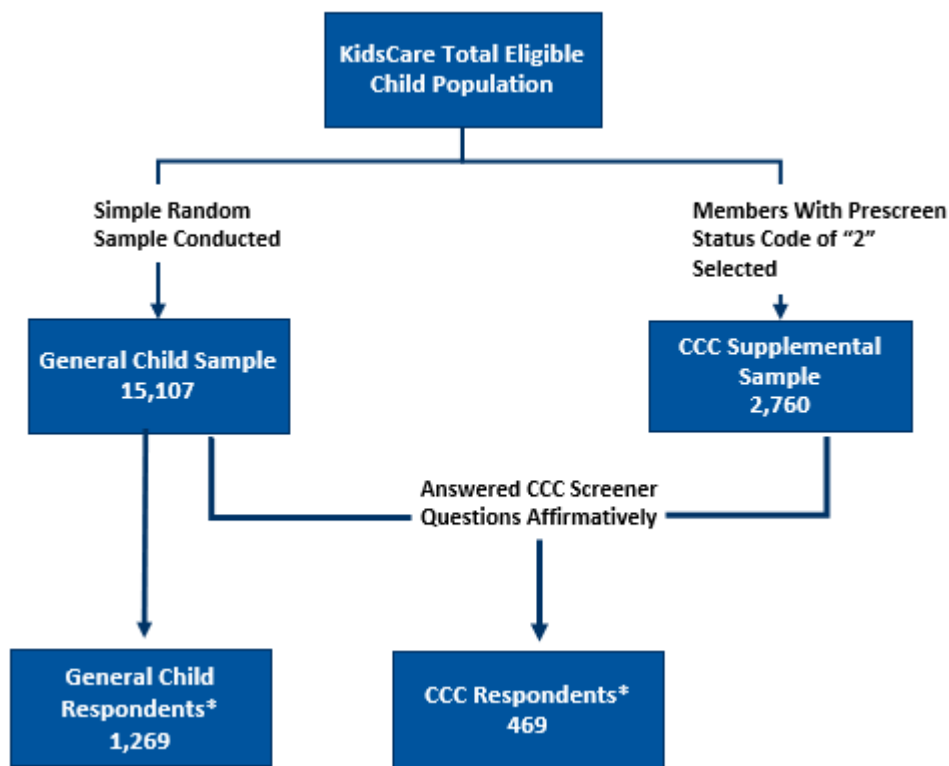 KidsCare Total Eligible
Child Population
Simple Random
Sample Conducted
Members With Prescreen
Status Code of “2”
Selected
General Child Sample
15,107
CCC Supplemental
Sample
2,760
Answered CCC Screener
Questions Affirmatively
General Child
Respondents*
1,269
CCC Respondents*
469